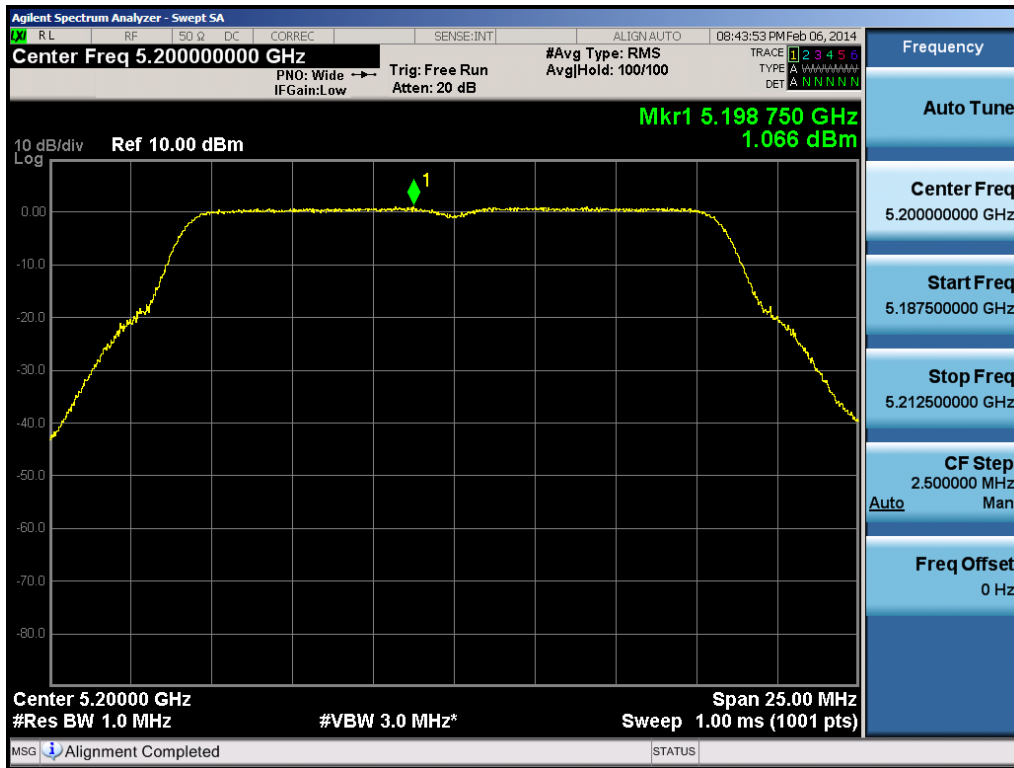 Agilent Spectrum Analyzer - Swept SA
LXI RL RF 50 Ω DC CORREC SENSE:INT ALIGN AUTO 08:43:53 PM Feb 06, 2014
Center Freq 5.200000000 GHz
PNO: Wide
IFGain:Low
Trig: Free Run
Atten: 20 dB
#Avg Type: RMS
Avg|Hold: 100/100
TRACE 1 2 3 4 5 6
TYPE A WWWWW
DET A N N N N N
Mkr1 5.198 750 GHz
1.066 dBm
10 dB/div Ref 10.00 dBm
Log
1
0.00
-10.0
-20.0
-30.0
-40.0
-50.0
-60.0
-70.0
-80.0
Center 5.20000 GHz Span 25.00 MHz
#Res BW 1.0 MHz #VBW 3.0 MHz* Sweep 1.00 ms (1001 pts)
MSG Alignment Completed STATUS
Frequency
Auto Tune
Center Freq
5.200000000 GHz
Start Freq
5.187500000 GHz
Stop Freq
5.212500000 GHz
CF Step
2.500000 MHz
Auto Man
Freq Offset
0 Hz